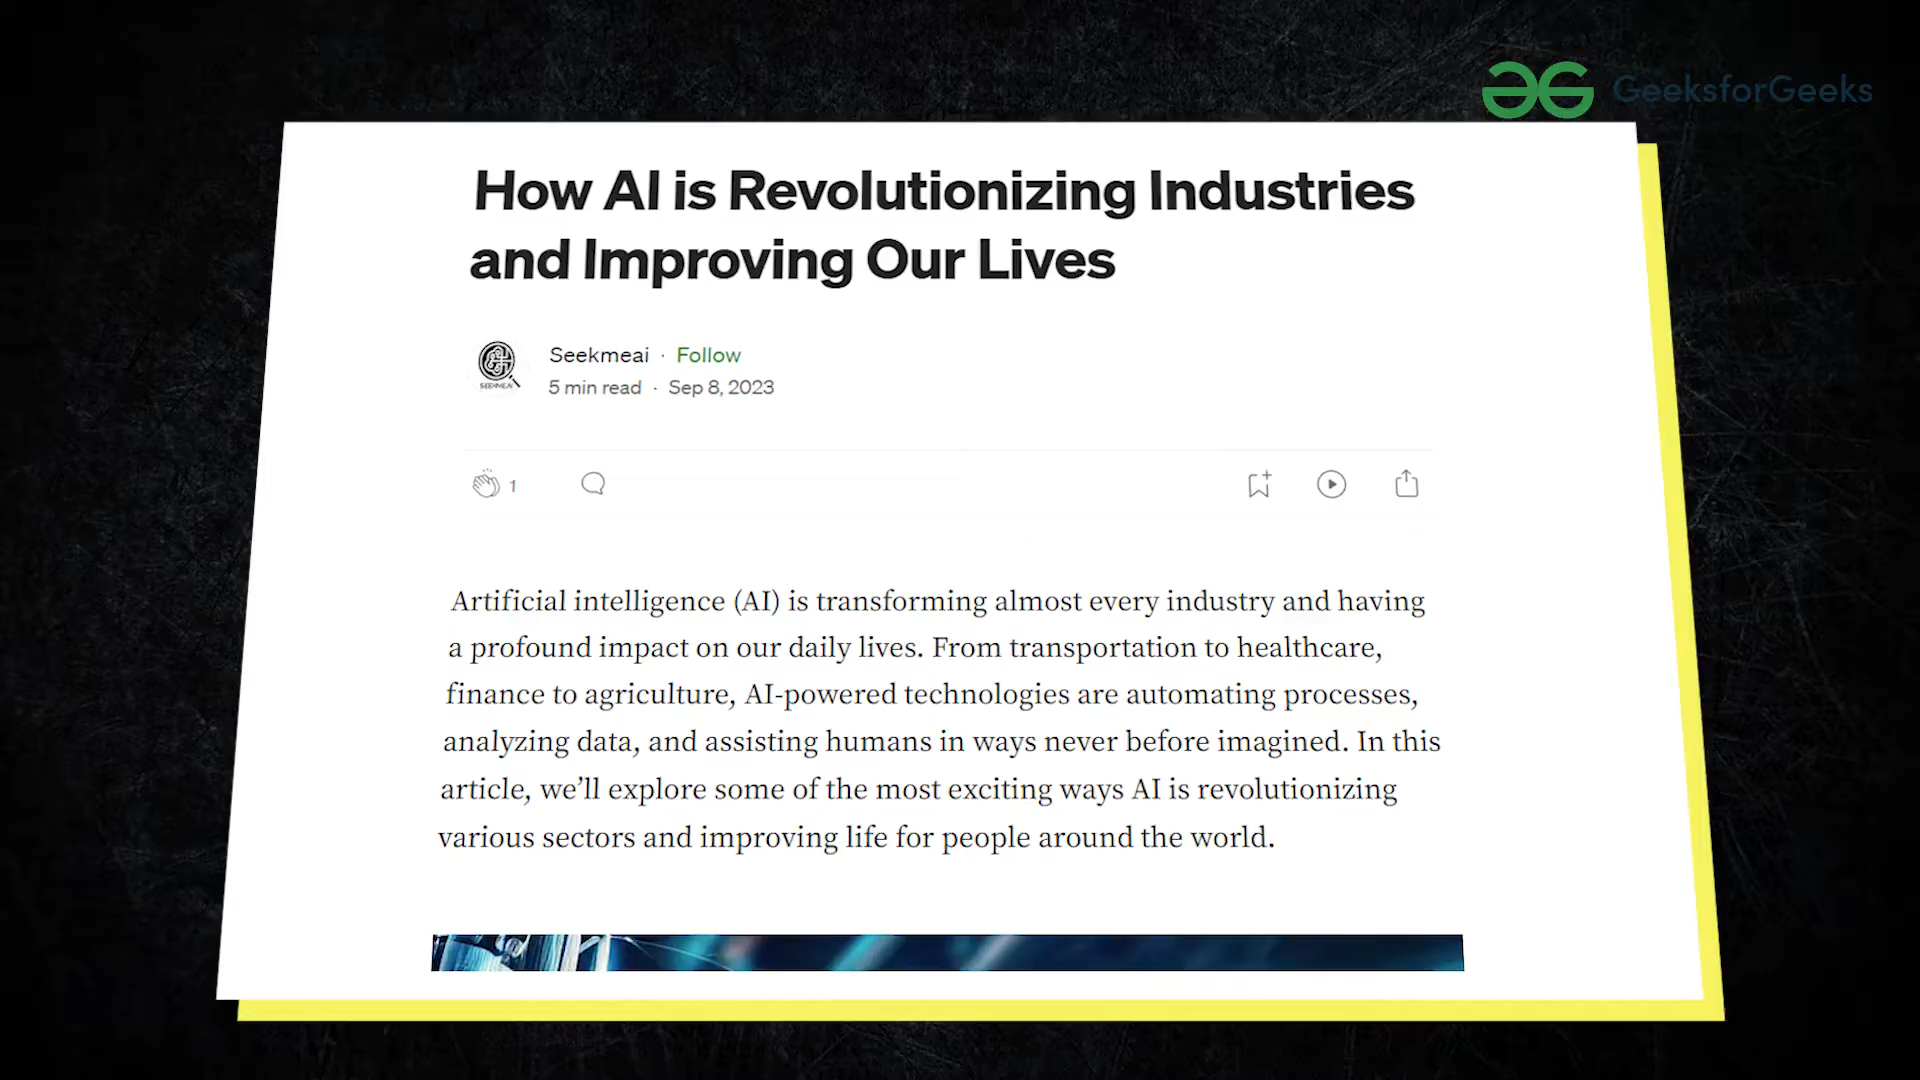 GeeksforGeeks
How AI is Revolutionizing Industries
and Improving Our Lives
SEEKMEAI
Seekmeai · Follow
5 min read · Sep 8, 2023
1
Artificial intelligence (AI) is transforming almost every industry and having
a profound impact on our daily lives. From transportation to healthcare,
finance to agriculture, AI-powered technologies are automating processes,
analyzing data, and assisting humans in ways never before imagined. In this
article, we’ll explore some of the most exciting ways AI is revolutionizing
various sectors and improving life for people around the world.